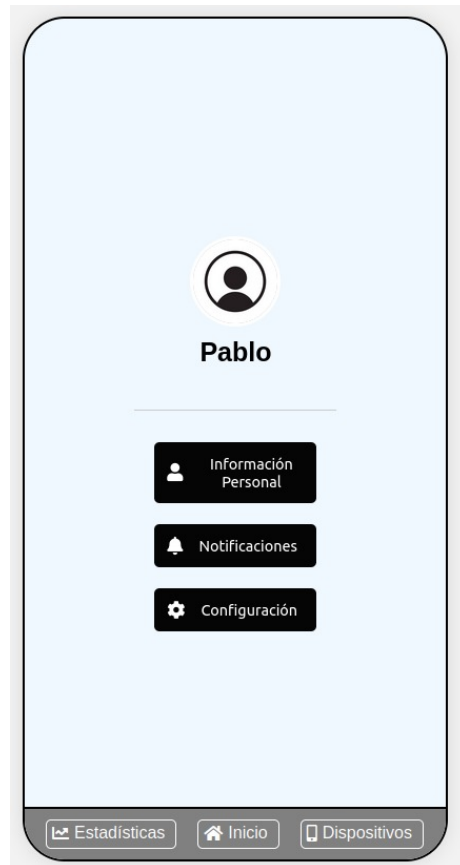 Pablo
Información
Personal
Notificaciones
Configuración
Estadísticas
Inicio
Dispositivos